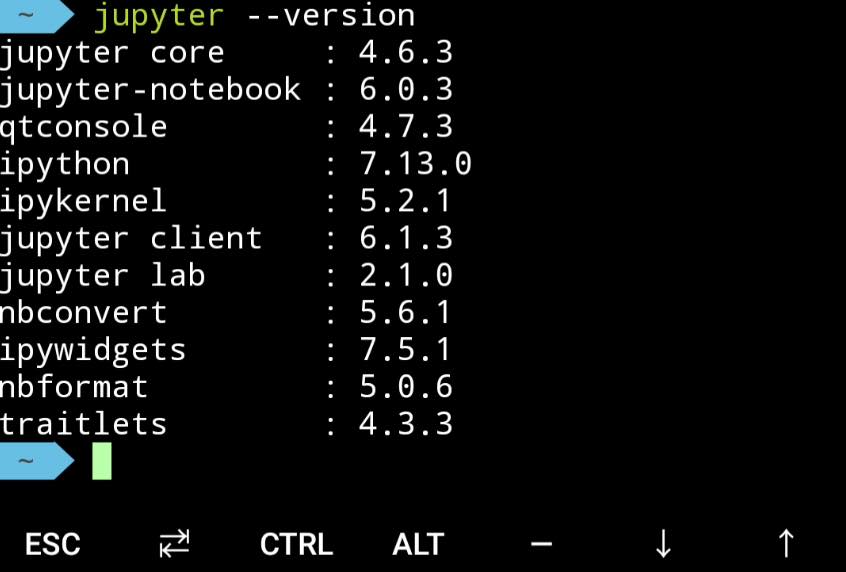 ~ jupyter --version
jupyter core     : 4.6.3
jupyter-notebook : 6.0.3
qtconsole        : 4.7.3
ipython          : 7.13.0
ipykernel        : 5.2.1
jupyter client   : 6.1.3
jupyter lab      : 2.1.0
nbconvert        : 5.6.1
ipywidgets       : 7.5.1
nbformat         : 5.0.6
traitlets        : 4.3.3
~
ESC ⇄ CTRL ALT — ↓ ↑